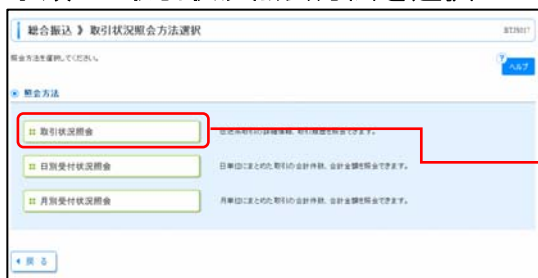 総合振込 》 取引状況照会方法選択
照会方法を選択してください。
ヘルプ
照会方法
取引状況照会
日別受付状況照会
日単位にまとめた取引の合計件数、合計金額を照会できます。
月別受付状況照会
月単位にまとめた取引の合計件数、合計金額を照会できます。
戻る